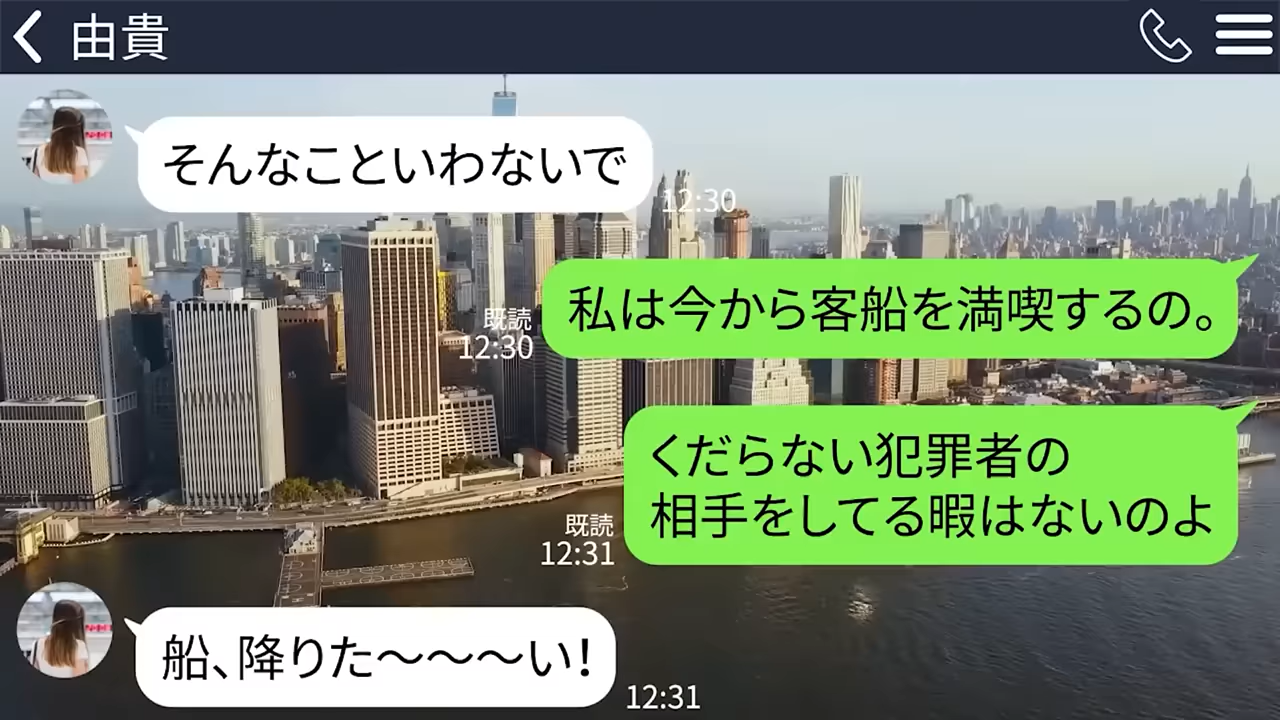 由貴
そんなこといわないで
12:30
私は今から客船を満喫するの。
既読
12:30
くだらない犯罪者の
相手をしてる暇はないのよ
既読
12:31
船、降りた〜〜〜い!
12:31